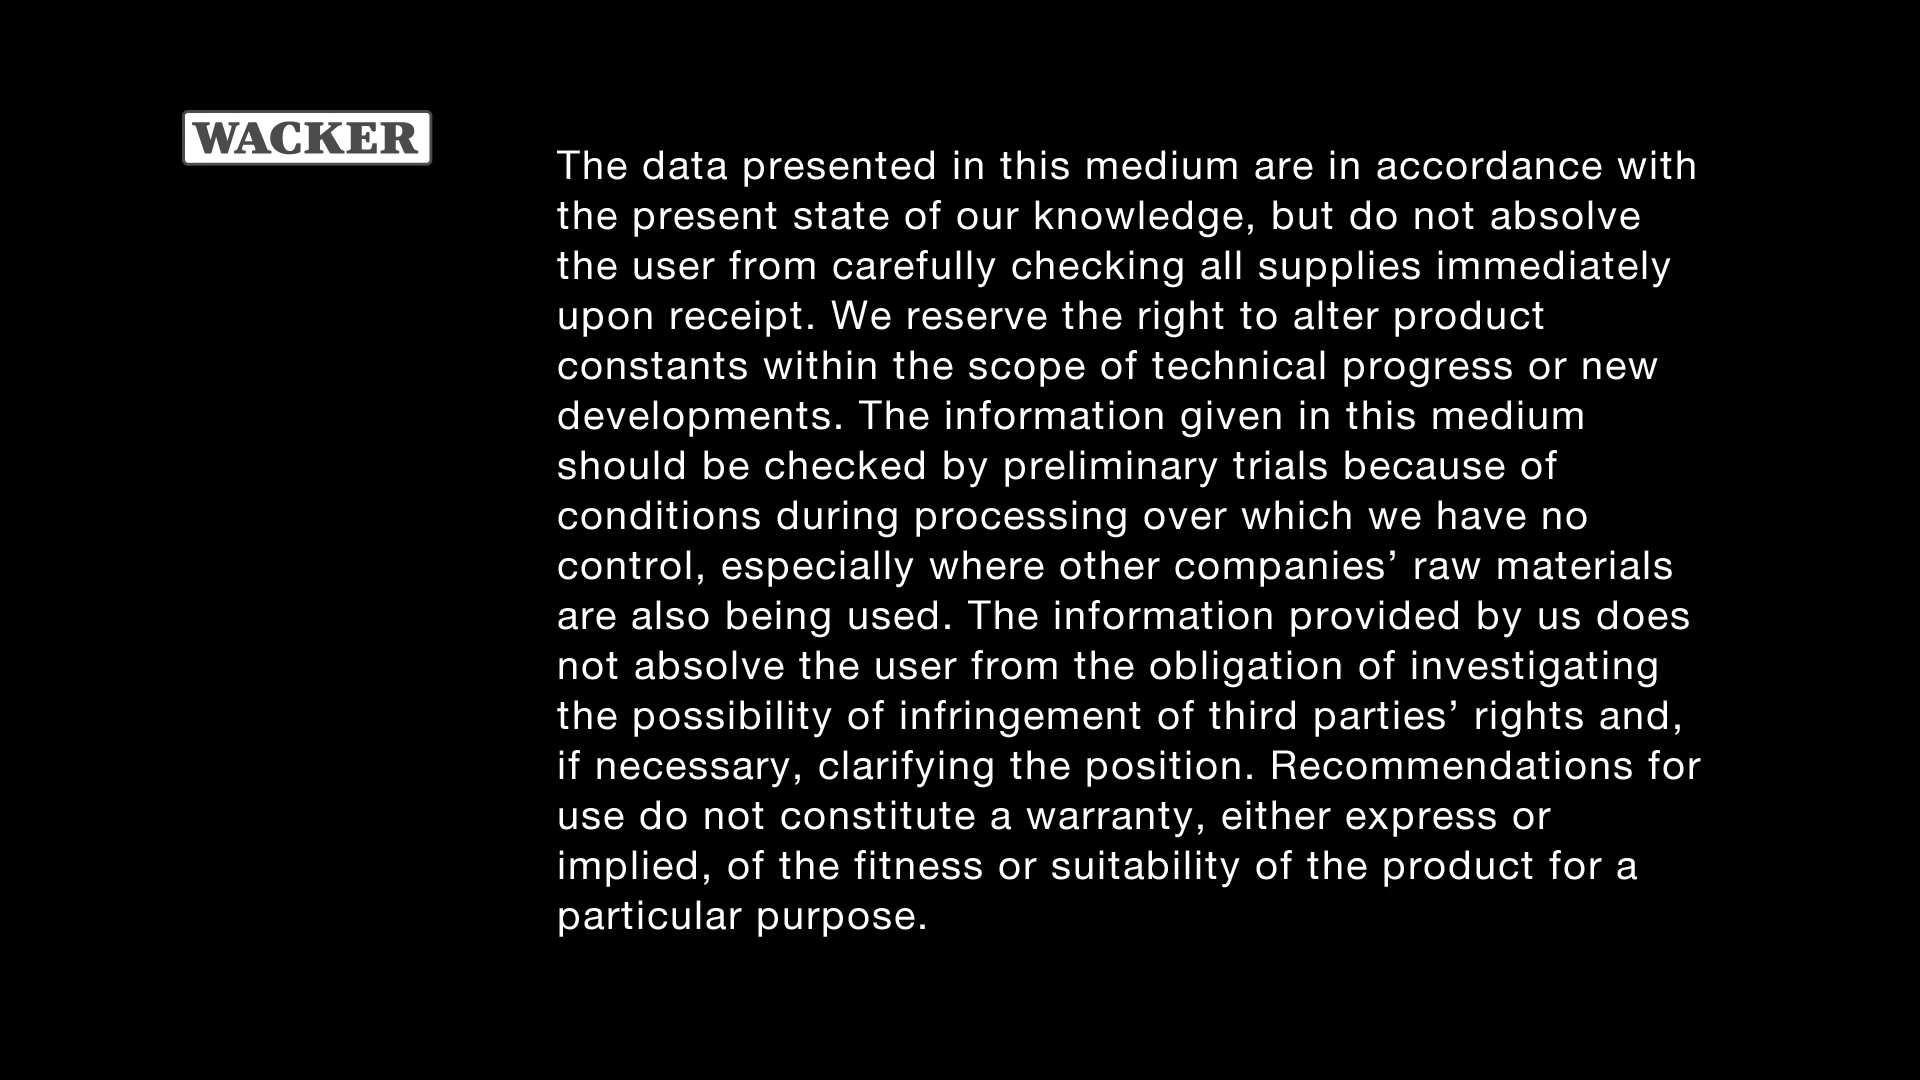 WACKER
The data presented in this medium are in accordance with
the present state of our knowledge, but do not absolve
the user from carefully checking all supplies immediately
upon receipt. We reserve the right to alter product
constants within the scope of technical progress or new
developments. The information given in this medium
should be checked by preliminary trials because of
conditions during processing over which we have no
control, especially where other companies’ raw materials
are also being used. The information provided by us does
not absolve the user from the obligation of investigating
the possibility of infringement of third parties’ rights and,
if necessary, clarifying the position. Recommendations for
use do not constitute a warranty, either express or
implied, of the fitness or suitability of the product for a
particular purpose.